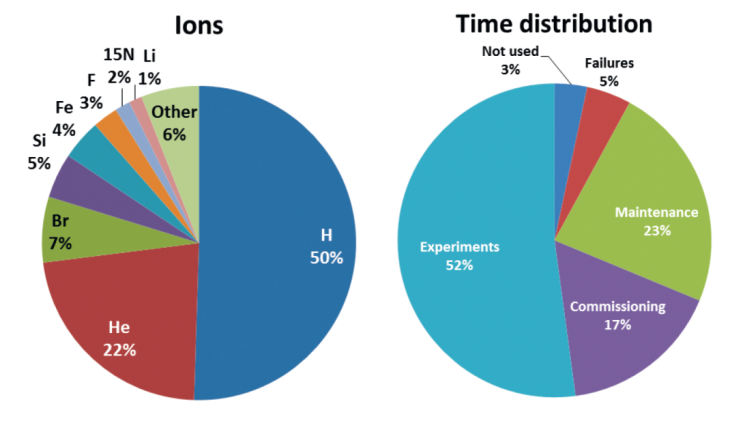 Ions
H
50%
He
22%
Br
7%
Si
5%
Fe
4%
F
3%
15N
2%
Li
1%
Other
6%
Time distribution
Not used
3%
Failures
5%
Maintenance
23%
Commissioning
17%
Experiments
52%